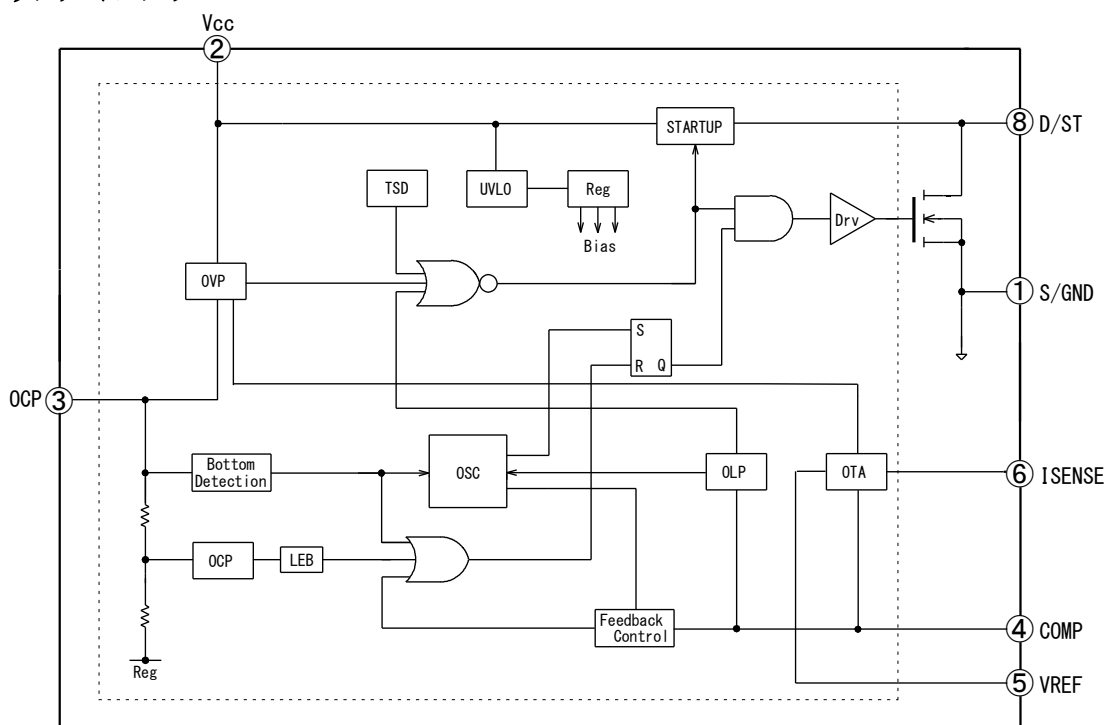 Vcc
②
STARTUP
⑧ D/ST
TSD
UVLO
Reg
Drv
Bias
OVP
① S/GND
S
R Q
OCP ③
Bottom
Detection
OSC
OLP
OTA
⑥ ISENSE
OCP
LEB
Feedback
Control
④ COMP
Reg
⑤ VREF